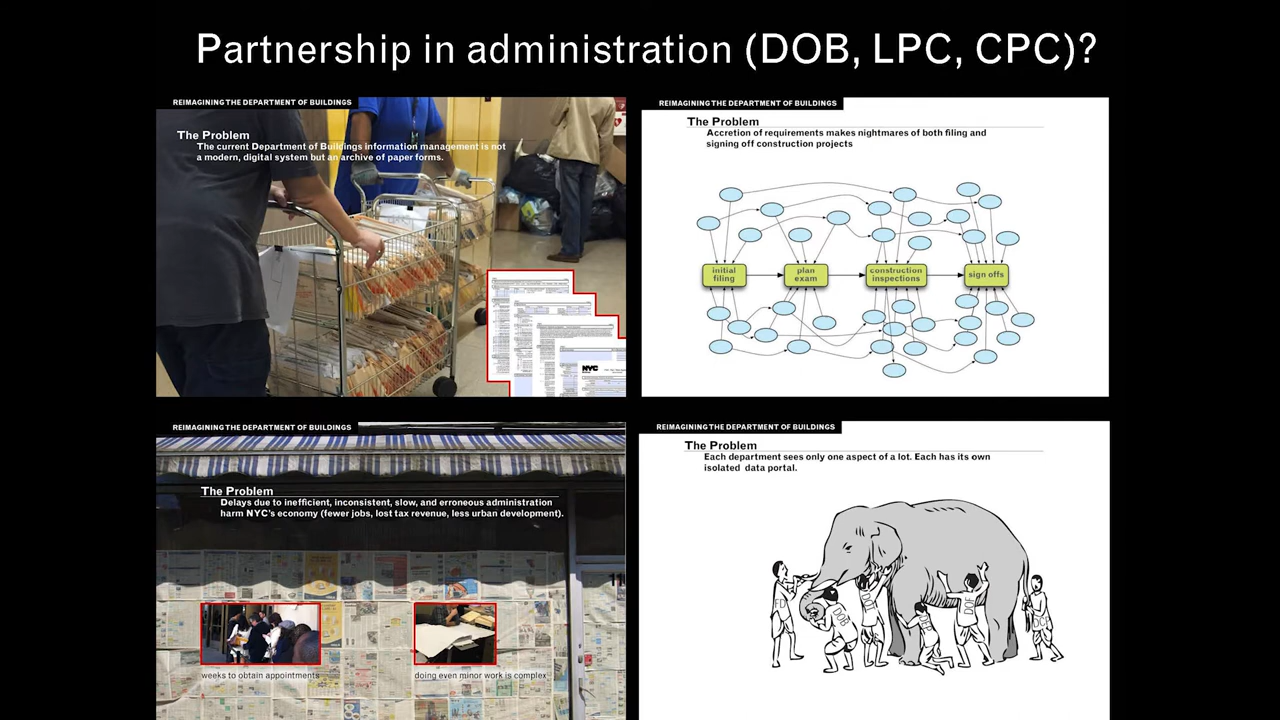 Partnership in administration (DOB, LPC, CPC)?
REIMAGINING THE DEPARTMENT OF BUILDINGS
The Problem
The current Department of Buildings information management is not
a modern, digital system but an archive of paper forms.
NYC
REIMAGINING THE DEPARTMENT OF BUILDINGS
The Problem
Accretion of requirements makes nightmares of both filing and
signing off construction projects
initial
filing
plan
exam
construction
inspections
sign offs
REIMAGINING THE DEPARTMENT OF BUILDINGS
The Problem
Delays due to inefficient, inconsistent, slow, and erroneous administration
harm NYC's economy (fewer jobs, lost tax revenue, less urban development).
weeks to obtain appointments
doing even minor work is complex
REIMAGINING THE DEPARTMENT OF BUILDINGS
The Problem
Each department sees only one aspect of a lot. Each has its own
isolated data portal.